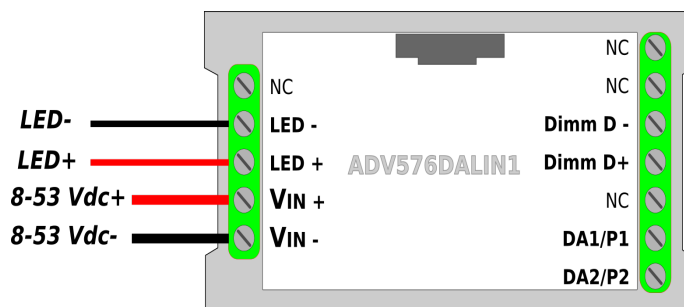 NC
NC
NC
LED- LED - Dimm D -
LED+ LED + ADV576DALIN1 Dimm D+
8-53 Vdc+ VIN + NC
8-53 Vdc- VIN - DA1/P1
DA2/P2